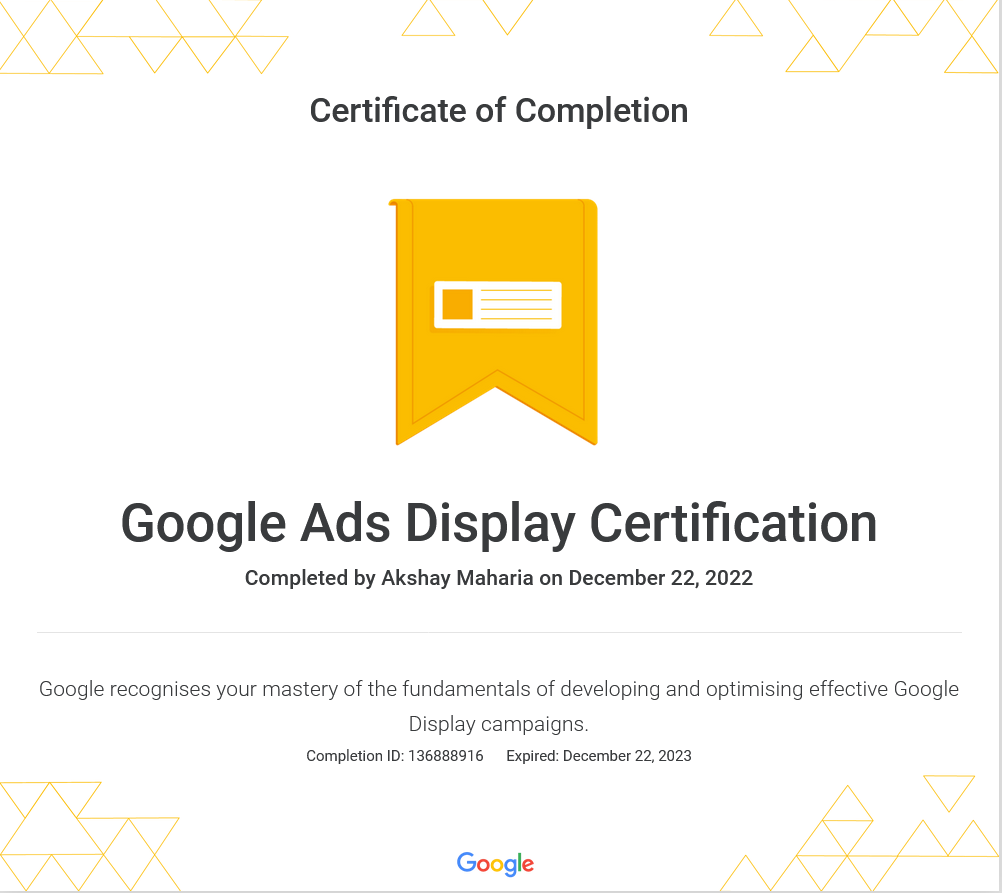 Certificate of Completion
Google Ads Display Certification
Completed by Akshay Maharia on December 22, 2022
Google recognises your mastery of the fundamentals of developing and optimising effective Google
Display campaigns.
Completion ID: 136888916 Expired: December 22, 2023
Google